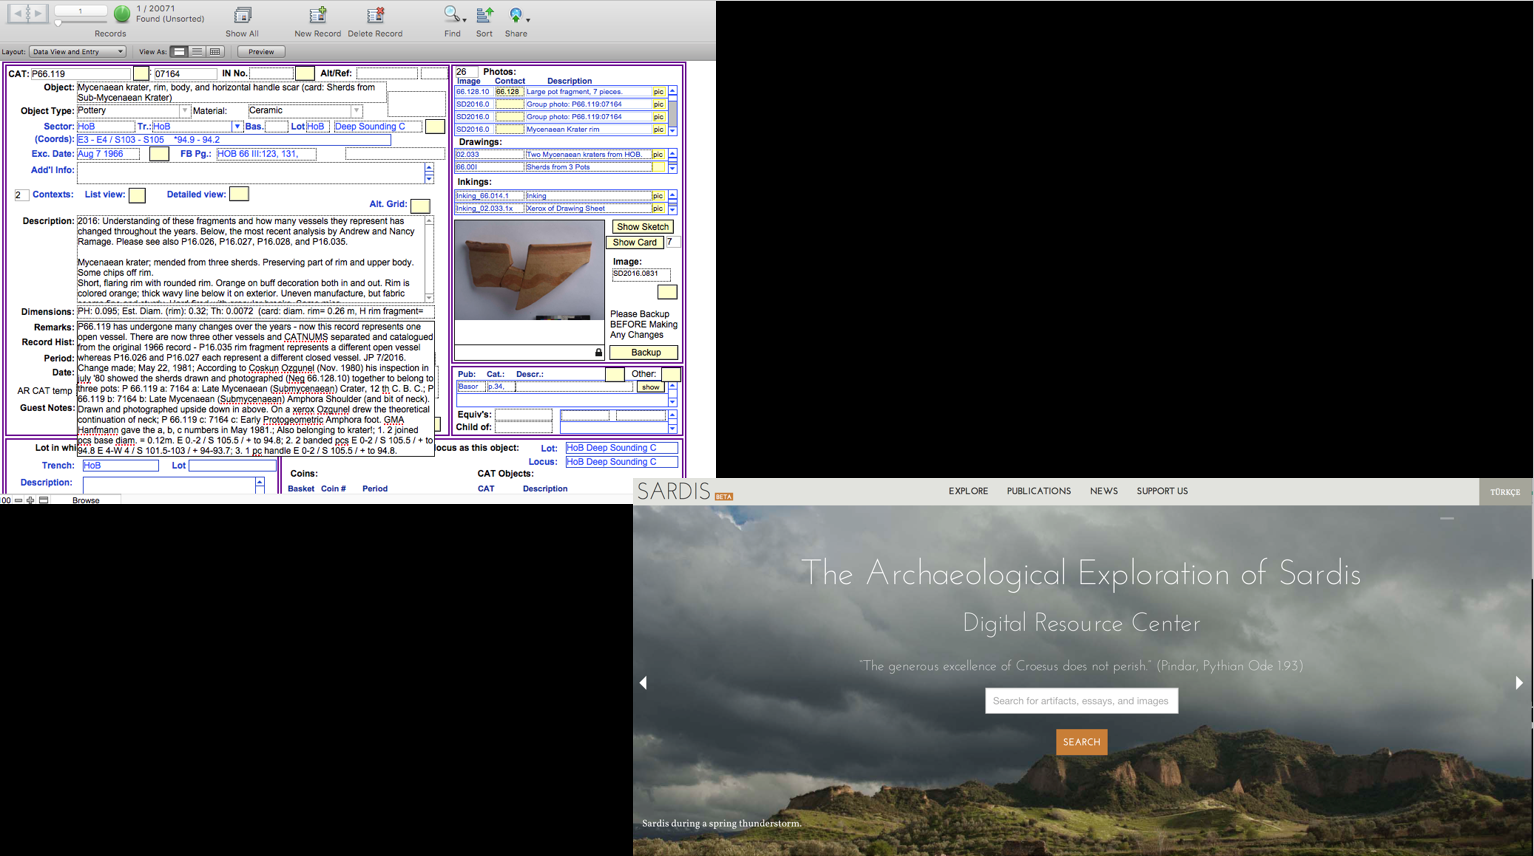 1 / 20071
1
Found (Unsorted)
Records
Show All
New Record
Delete Record
Find
Sort
Share
Layout: Data View and Entry
View As:
Preview
CAT: P66.119 : 07164 IN No. Alt/Ref:
Object: Mycenaean krater, rim, body, and horizontal handle scar (card: Sherds from
Sub-Mycenaean Krater)
Object Type: Pottery Material: Ceramic
Sector: HoB Tr.: HoB Bas. Lot HoB Deep Sounding C
(Coords): E3 - E4 / S103 - S105 *94.9 - 94.2
Exc. Date: Aug 7 1966 FB Pg.: HOB 66 III:123, 131,
Add'l Info:
2 Contexts: List view: Detailed view:
Alt. Grid:
Description: 2016: Understanding of these fragments and how many vessels they represent has
changed throughout the years. Below, the most recent analysis by Andrew and Nancy
Ramage. Please see also P16.026, P16.027, P16.028, and P16.035.
Mycenaean krater; mended from three sherds. Preserving part of rim and upper body.
Some chips off rim.
Short, flaring rim with rounded rim. Orange on buff decoration both in and out. Rim is
colored orange; thick wavy line below it on exterior. Uneven manufacture, but fabric
Dimensions: PH: 0.095; Est. Diam. (rim): 0.32; Th: 0.0072 (card: diam. rim= 0.26 m, H rim fragment=
Remarks:
Record Hist:
Period:
Date:
AR CAT temp
Guest Notes:
P66.119 has undergone many changes over the years - now this record represents one
open vessel. There are now three other vessels and CATNUMS separated and catalogued
from the original 1966 record - P16.035 rim fragment represents a different open vessel
whereas P16.026 and P16.027 each represent a different closed vessel. JP 7/2016.
Change made; May 22, 1981; According to Coskun Ozgunel (Nov. 1980) his inspection in
july '80 showed the sherds drawn and photographed (Neg 66.128.10) together to belong to
three pots: P 66.119 a: 7164 a: Late Mycenaean (Submycenaean) Crater, 12 th C. B. C.; P
66.119 b: 7164 b: Late Mycenaean (Submycenaean) Amphora Shoulder (and bit of neck).
Drawn and photographed upside down in above. On a xerox Ozgunel drew the theoretical
continuation of neck; P 66.119 c: 7164 c: Early Protogeometric Amphora foot. GMA
Hanfmann gave the a, b, c numbers in May 1981.; Also belonging to krater!; 1. 2 joined
pcs base diam. = 0.12m. E 0.-2 / S 105.5 / + to 94.8; 2. 2 banded pcs E 0-2 / S 105.5 / + to
94.8 E 4-W 4 / S 101.5-103 / + 94-93.7; 3. 1 pc handle E 0-2 / S 105.5 / + to 94.8.
26 Photos:
Image Contact Description
66.128.10 66.128 Large pot fragment, 7 pieces. pic
SD2016.0 Group photo: P66.119:07164 pic
SD2016.0 Group photo: P66.119:07164 pic
SD2016.0 Mycenaean Krater rim pic
Drawings:
02.033 Two Mycenaean kraters from HOB. pic
66.00I Sherds from 3 Pots
Inkings:
Inking_66.014.1 Inking pic
Inking_02.033.1x Xerox of Drawing Sheet pic
Show Sketch
Show Card 7
Image:
SD2016.0831
Please Backup
BEFORE Making
Any Changes
Backup
Pub: Cat.: Descr.: Other:
Basor p.34, show
Equiv's:
Child of:
Lot in whi
Trench: HoB Lot
Description:
ocus as this object: Lot: HoB Deep Sounding C
Locus: HoB Deep Sounding C
Coins: CAT Objects:
Basket Coin # Period CAT Description
100 Browse
SARDIS BETA
EXPLORE PUBLICATIONS NEWS SUPPORT US TÜRKÇE
The Archaeological Exploration of Sardis
Digital Resource Center
"The generous excellence of Croesus does not perish." (Pindar, Pythian Ode 1.93)
Search for artifacts, essays, and images
SEARCH
Sardis during a spring thunderstorm.